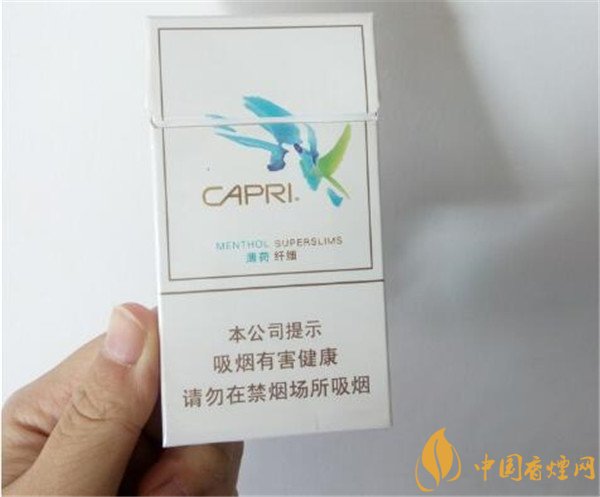 CAPRI.
MENTHOL SUPERSLIMS
薄荷 纤细
本公司提示
吸烟有害健康
请勿在禁烟场所吸烟
中国香煙网